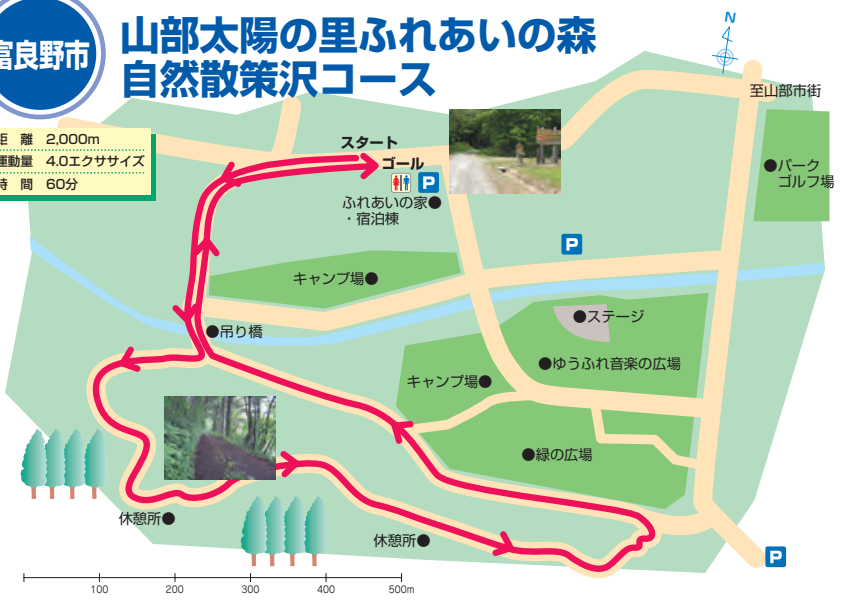 富良野市
山部太陽の里ふれあいの森
自然散策沢コース
距 離 2,000m
運動量 4.0エクササイズ
時 間 60分
N
至山部市街
スタート
ゴール
P
ふれあいの家
・宿泊棟
パーク
ゴルフ場
P
キャンプ場
ステージ
吊り橋
ゆうふれ音楽の広場
キャンプ場
緑の広場
休憩所
休憩所
P
100 200 300 400 500m